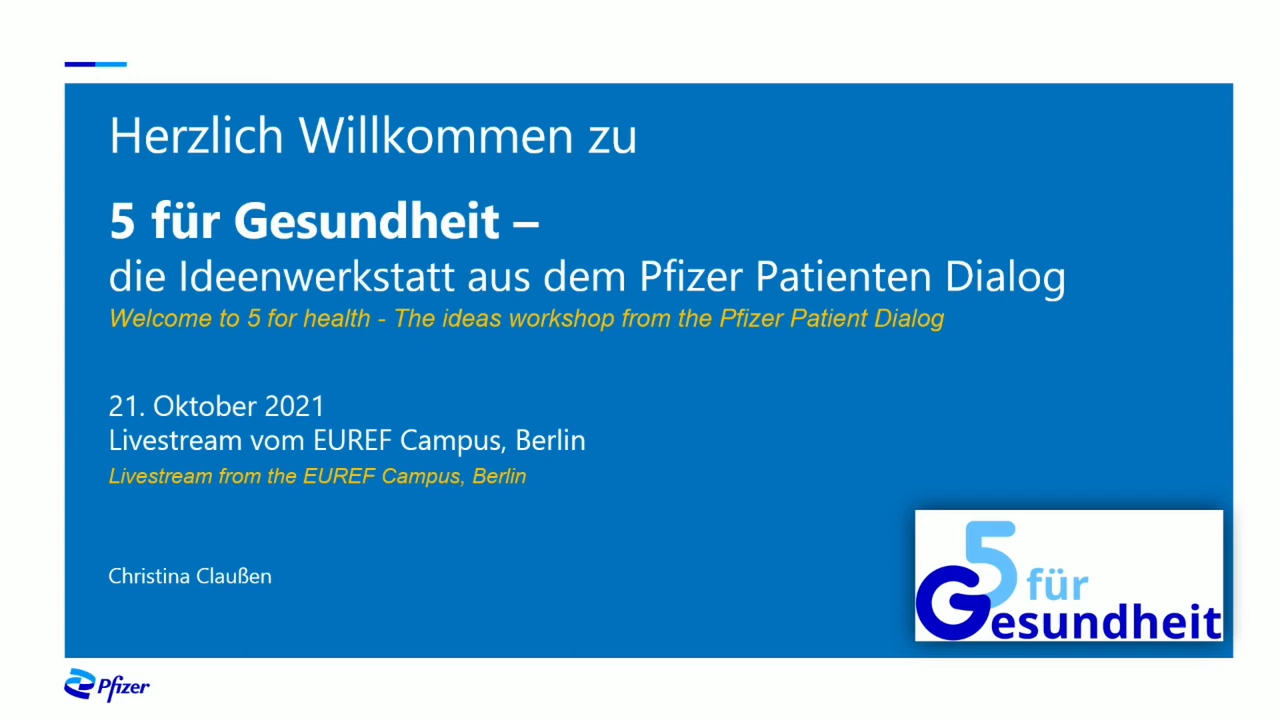 Herzlich Willkommen zu
5 für Gesundheit –
die Ideenwerkstatt aus dem Pfizer Patienten Dialog
Welcome to 5 for health - The ideas workshop from the Pfizer Patient Dialog
21. Oktober 2021
Livestream vom EUREF Campus, Berlin
Livestream from the EUREF Campus, Berlin
Christina Claußen
5 für
Gesundheit
Pfizer